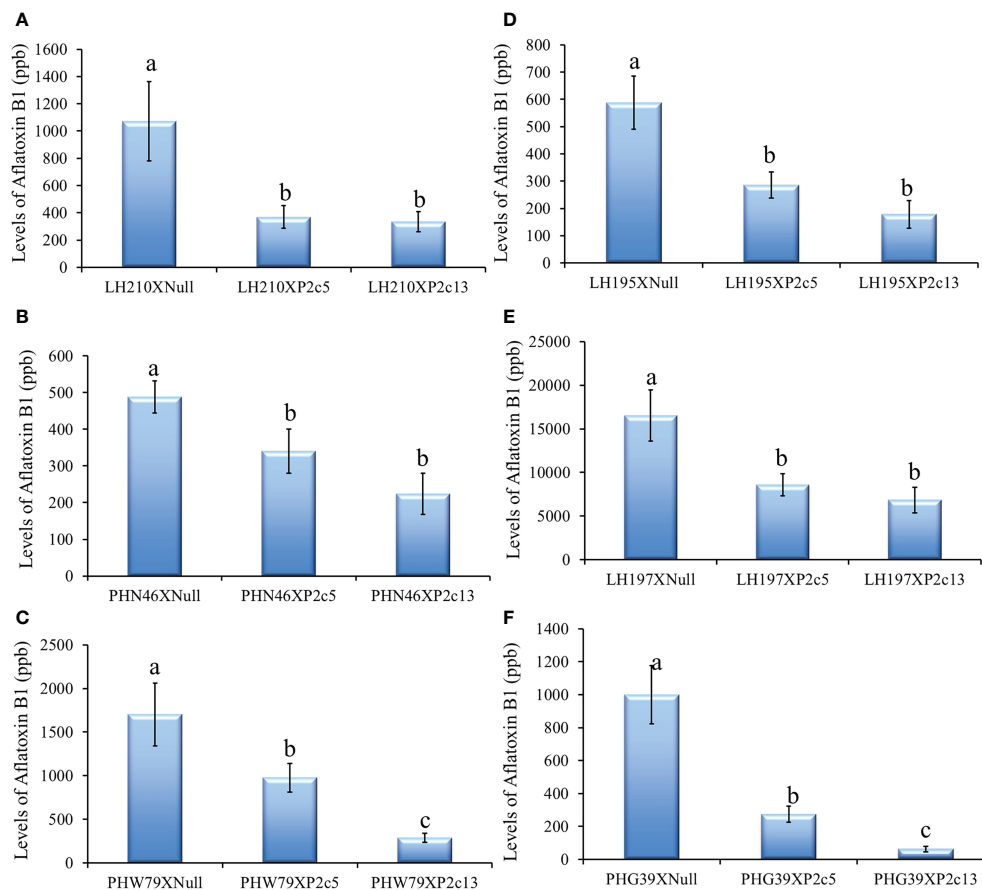 A
Levels of Aflatoxin B1 (ppb)
1600
1400
1200
1000
800
600
400
200
0
a
b
b
LH210XNull
LH210XP2c5
LH210XP2c13
B
Levels of Aflatoxin B1 (ppb)
600
500
400
300
200
100
0
a
b
b
PHN46XNull
PHN46XP2c5
PHN46XP2c13
C
Levels of Aflatoxin B1 (ppb)
2500
2000
1500
1000
500
0
a
b
c
PHW79XNull
PHW79XP2c5
PHW79XP2c13
D
Levels of Aflatoxin B1 (ppb)
800
700
600
500
400
300
200
100
0
a
b
b
LH195XNull
LH195XP2c5
LH195XP2c13
E
Levels of Aflatoxin B1 (ppb)
25000
20000
15000
10000
5000
0
a
b
b
LH197XNull
LH197XP2c5
LH197XP2c13
F
Levels of Aflatoxin B1 (ppb)
1400
1200
1000
800
600
400
200
0
a
b
c
PHG39XNull
PHG39XP2c5
PHG39XP2c13